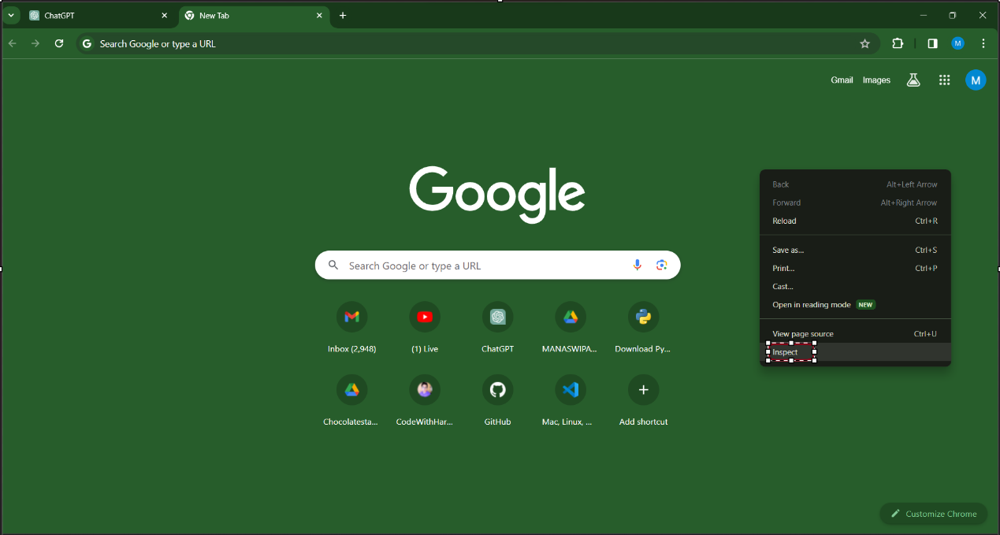 ChatGPT
New Tab
G Search Google or type a URL
M
Gmail Images M
Google
Back Alt+Left Arrow
Forward Alt+Right Arrow
Reload Ctrl+R
Save as... Ctrl+S
Print... Ctrl+P
Cast...
Open in reading mode NEW
View page source Ctrl+U
Inspect
Search Google or type a URL
Inbox (2,948) (1) Live ChatGPT MANASWIPA... Download Py...
Chocolatesta... CodeWithHar... GitHub Mac, Linux, ... Add shortcut
Customize Chrome